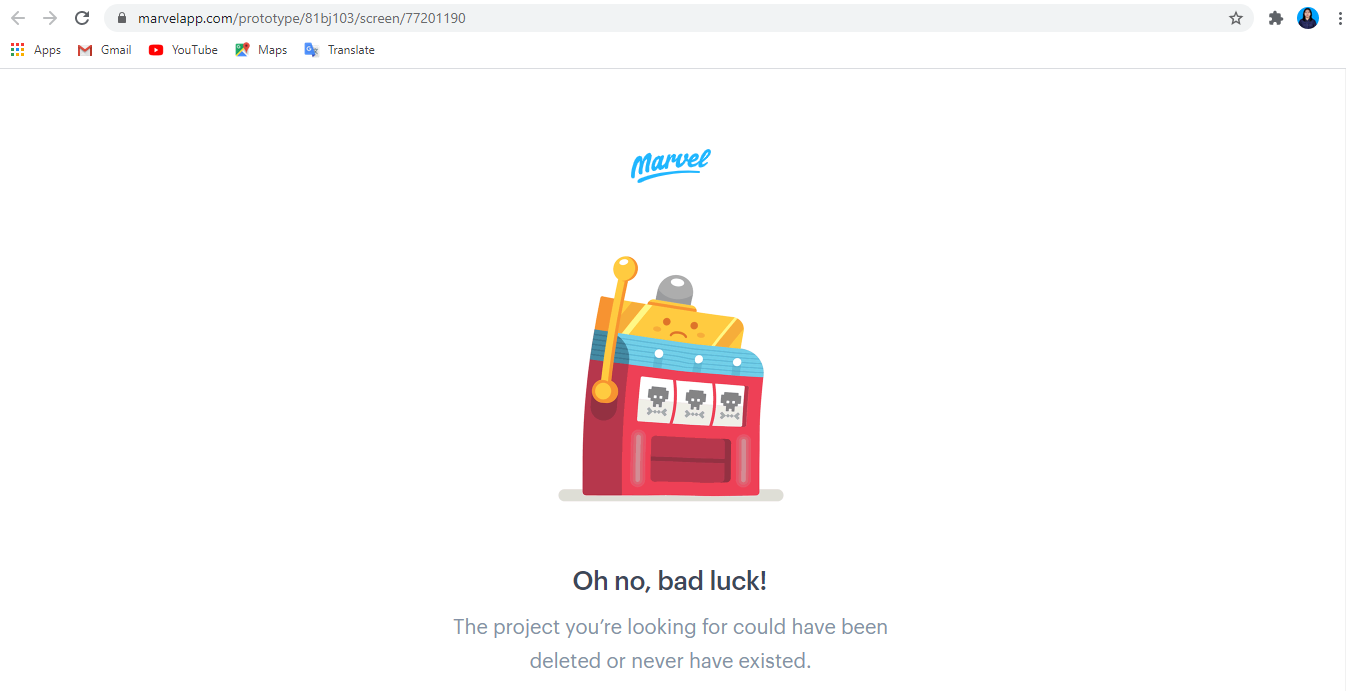 marvelapp.com/prototype/81bj103/screen/77201190
Apps Gmail YouTube Maps Translate
Marvel
Oh no, bad luck!
The project you’re looking for could have been
deleted or never have existed.